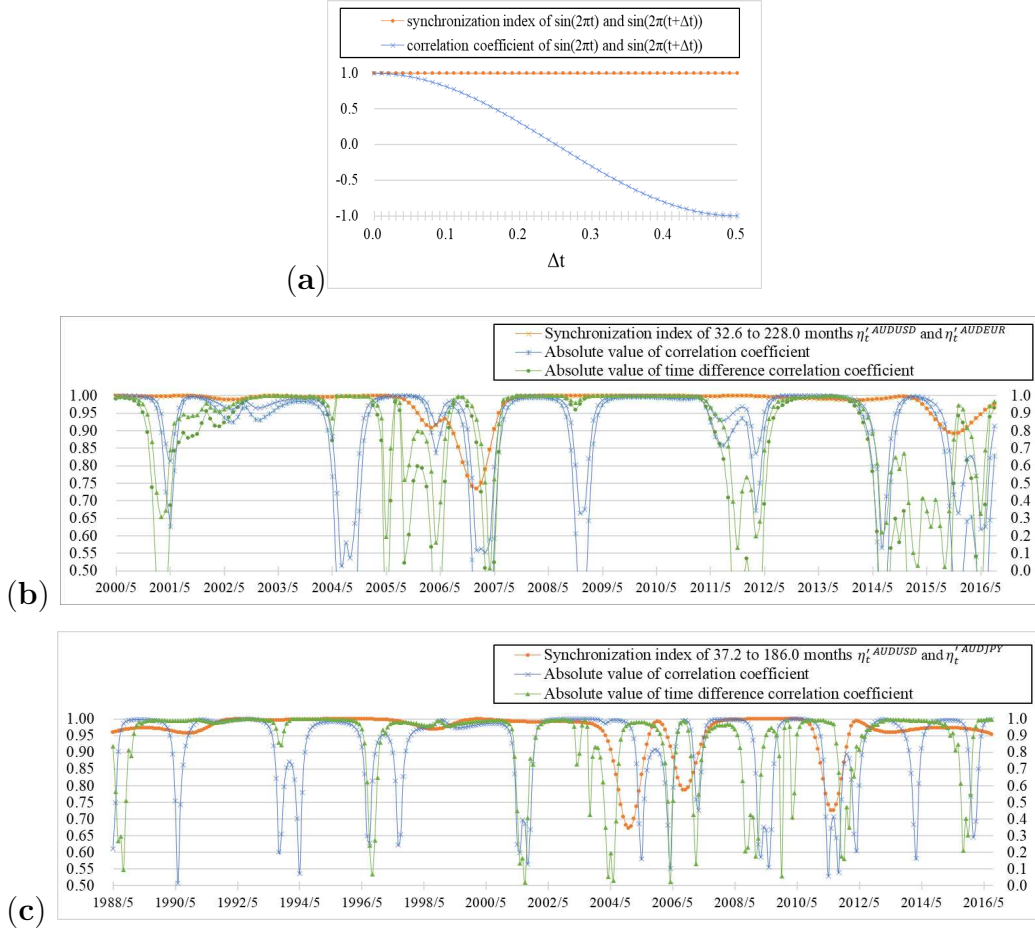 synchronization index of sin(2πt) and sin(2π(t+Δt))
correlation coefficient of sin(2πt) and sin(2π(t+Δt))
1.0
0.5
0.0
-0.5
-1.0
0.0 0.1 0.2 0.3 0.4 0.5
Δt
(a)
Synchronization index of 32.6 to 228.0 months η′ₜ ᴬᵁᴰᵁˢᴰ and η′ₜ ᴬᵁᴰᴱᵁᴿ
Absolute value of correlation coefficient
Absolute value of time difference correlation coefficient
1.00 1.0
0.95 0.9
0.90 0.8
0.85 0.7
0.80 0.6
0.75 0.5
0.70 0.4
0.65 0.3
0.60 0.2
0.55 0.1
0.50 0.0
2000/5 2001/5 2002/5 2003/5 2004/5 2005/5 2006/5 2007/5 2008/5 2009/5 2010/5 2011/5 2012/5 2013/5 2014/5 2015/5 2016/5
(b)
Synchronization index of 37.2 to 186.0 months η′ₜ ᴬᵁᴰᵁˢᴰ and η′ₜ ᴬᵁᴰᴶᴾʸ
Absolute value of correlation coefficient
Absolute value of time difference correlation coefficient
1.00 1.0
0.95 0.9
0.90 0.8
0.85 0.7
0.80 0.6
0.75 0.5
0.70 0.4
0.65 0.3
0.60 0.2
0.55 0.1
0.50 0.0
1988/5 1990/5 1992/5 1994/5 1996/5 1998/5 2000/5 2002/5 2004/5 2006/5 2008/5 2010/5 2012/5 2014/5 2016/5
(c)